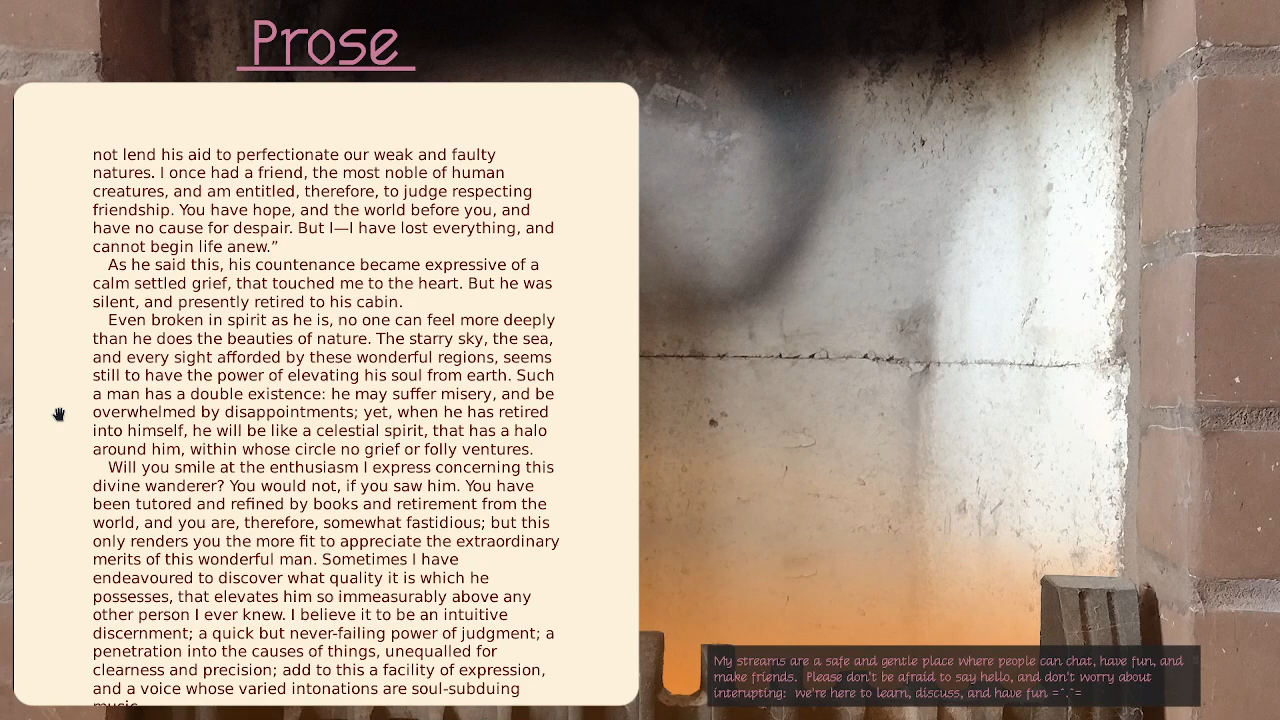 Prose
not lend his aid to perfectionate our weak and faulty
natures. I once had a friend, the most noble of human
creatures, and am entitled, therefore, to judge respecting
friendship. You have hope, and the world before you, and
have no cause for despair. But I—I have lost everything, and
cannot begin life anew.”
As he said this, his countenance became expressive of a
calm settled grief, that touched me to the heart. But he was
silent, and presently retired to his cabin.
Even broken in spirit as he is, no one can feel more deeply
than he does the beauties of nature. The starry sky, the sea,
and every sight afforded by these wonderful regions, seems
still to have the power of elevating his soul from earth. Such
a man has a double existence: he may suffer misery, and be
overwhelmed by disappointments; yet, when he has retired
into himself, he will be like a celestial spirit, that has a halo
around him, within whose circle no grief or folly ventures.
Will you smile at the enthusiasm I express concerning this
divine wanderer? You would not, if you saw him. You have
been tutored and refined by books and retirement from the
world, and you are, therefore, somewhat fastidious; but this
only renders you the more fit to appreciate the extraordinary
merits of this wonderful man. Sometimes I have
endeavoured to discover what quality it is which he
possesses, that elevates him so immeasurably above any
other person I ever knew. I believe it to be an intuitive
discernment; a quick but never-failing power of judgment; a
penetration into the causes of things, unequalled for
clearness and precision; add to this a facility of expression,
and a voice whose varied intonations are soul-subduing
music.
My streams are a safe and gentle place where people can chat, have fun, and
make friends.  Please don't be afraid to say hello, and don't worry about
interupting:  we're here to learn, discuss, and have fun =^.^=